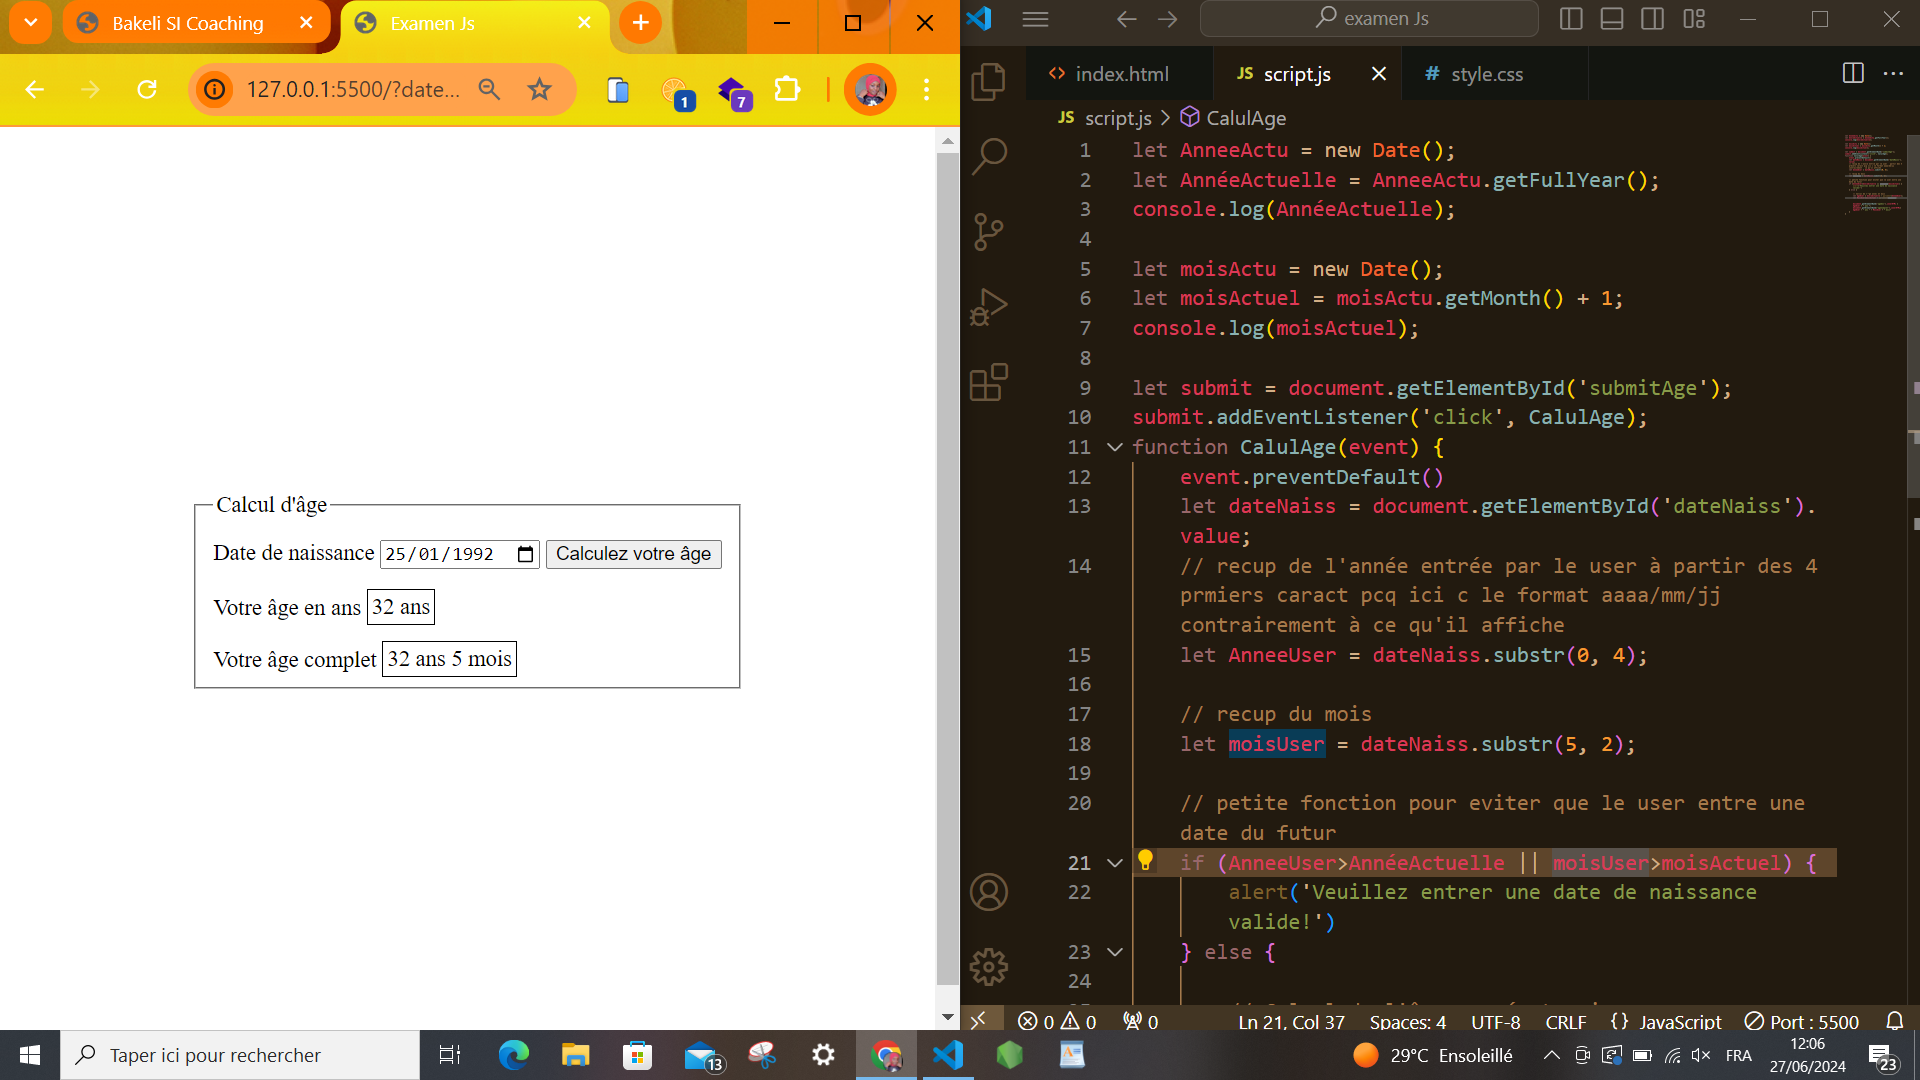 Bakeli SI Coaching
Examen Js
127.0.0.1:5500/?date...
1
7
Calcul d'âge
Date de naissance 25/01/1992 Calculez votre âge
Votre âge en ans 32 ans
Votre âge complet 32 ans 5 mois
examen Js
index.html
JS script.js
# style.css
JS script.js > CalulAge
1 let AnneeActu = new Date();
2 let AnnéeActuelle = AnneeActu.getFullYear();
3 console.log(AnnéeActuelle);
4
5 let moisActu = new Date();
6 let moisActuel = moisActu.getMonth() + 1;
7 console.log(moisActuel);
8
9 let submit = document.getElementById('submitAge');
10 submit.addEventListener('click', CalulAge);
11 function CalulAge(event) {
12 event.preventDefault()
13 let dateNaiss = document.getElementById('dateNaiss').
value;
14 // recup de l'année entrée par le user à partir des 4
prmiers caract pcq ici c le format aaaa/mm/jj
contrairement à ce qu'il affiche
15 let AnneeUser = dateNaiss.substr(0, 4);
16
17 // recup du mois
18 let moisUser = dateNaiss.substr(5, 2);
19
20 // petite fonction pour eviter que le user entre une
date du futur
21 if (AnneeUser>AnnéeActuelle || moisUser>moisActuel) {
22 alert('Veuillez entrer une date de naissance
valide!')
23 } else {
24
0 0 0 Ln 21, Col 37 Spaces: 4 UTF-8 CRLF {} JavaScript Port : 5500
Taper ici pour rechercher
13
29°C Ensoleillé
FRA
12:06
27/06/2024
23